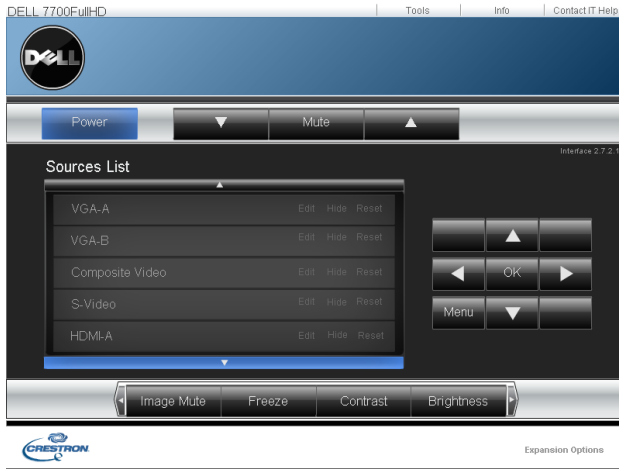 DELL 7700FullHD
Tools Info Contact IT Help
DELL
Power Mute
Interface 2.7.2.1
Sources List
VGA-A Edit Hide Reset
VGA-B Edit Hide Reset
Composite Video Edit Hide Reset
S-Video Edit Hide Reset
HDMI-A Edit Hide Reset
OK
Menu
Image Mute Freeze Contrast Brightness
CRESTRON
Expansion Options